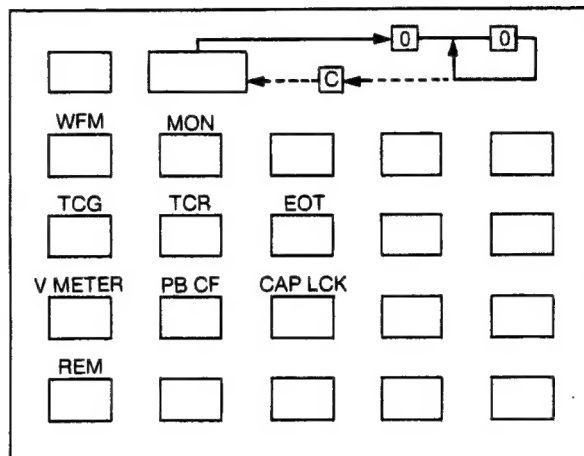 0 0
C
WFM MON
TCG TCR EOT
V METER PB CF CAP LCK
REM